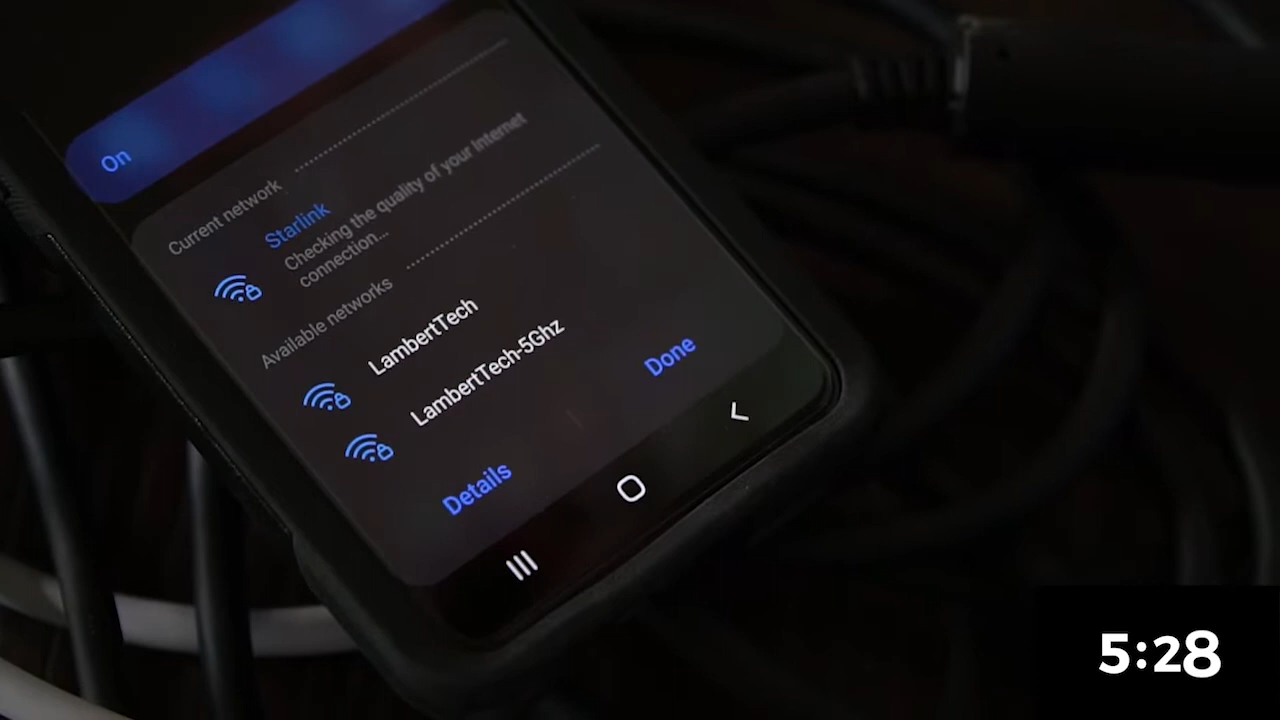 On
Current network
Starlink
Checking the quality of your Internet
connection...
Available networks
LambertTech
LambertTech-5Ghz
Details
Done
5:28